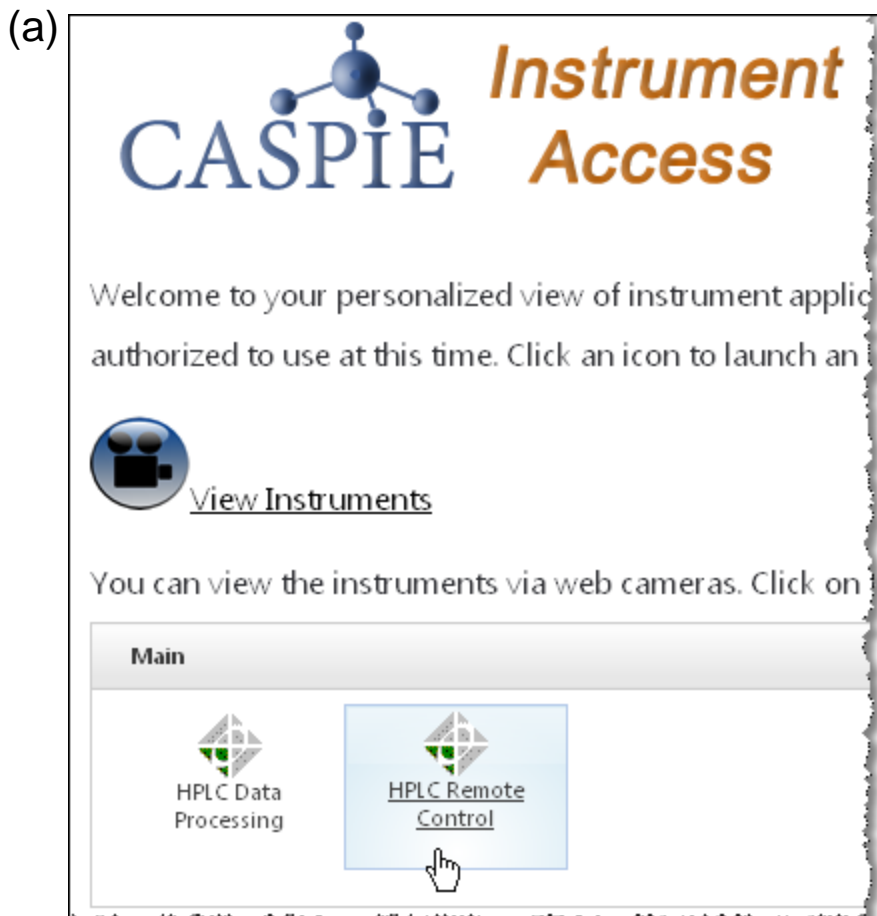 (a)
CASPiE
Instrument
Access
Welcome to your personalized view of instrument
authorized to use at this time. Click an icon to launch an
View Instruments
You can view the instruments via web cameras. Click on
Main
HPLC Data
Processing
HPLC Remote
Control